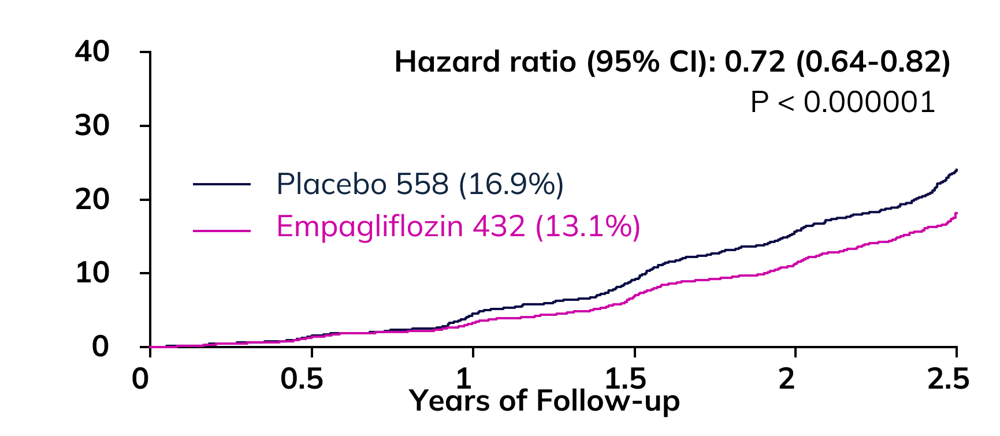 40
Hazard ratio (95% CI): 0.72 (0.64-0.82)
P < 0.000001
30
Placebo 558 (16.9%)
20
Empagliflozin 432 (13.1%)
10
0
0 0.5 1 1.5 2 2.5
Years of Follow-up